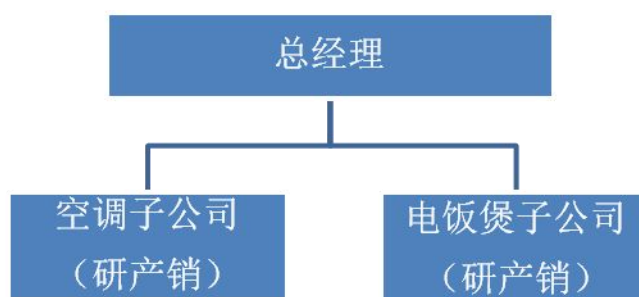 总经理
空调子公司
（研产销）
电饭煲子公司
（研产销）